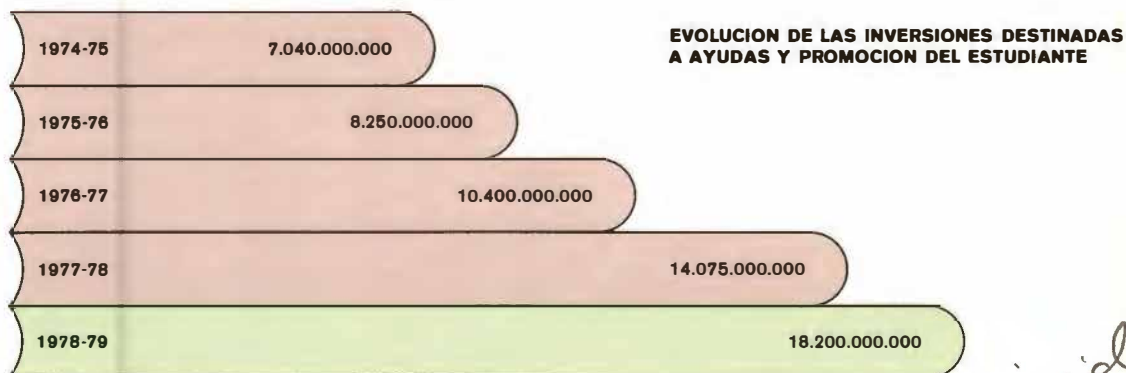 EVOLUCION DE LAS INVERSIONES DESTINADAS
A AYUDAS Y PROMOCION DEL ESTUDIANTE
1974-75 7.040.000.000
1975-76 8.250.000.000
1976-77 10.400.000.000
1977-78 14.075.000.000
1978-79 18.200.000.000